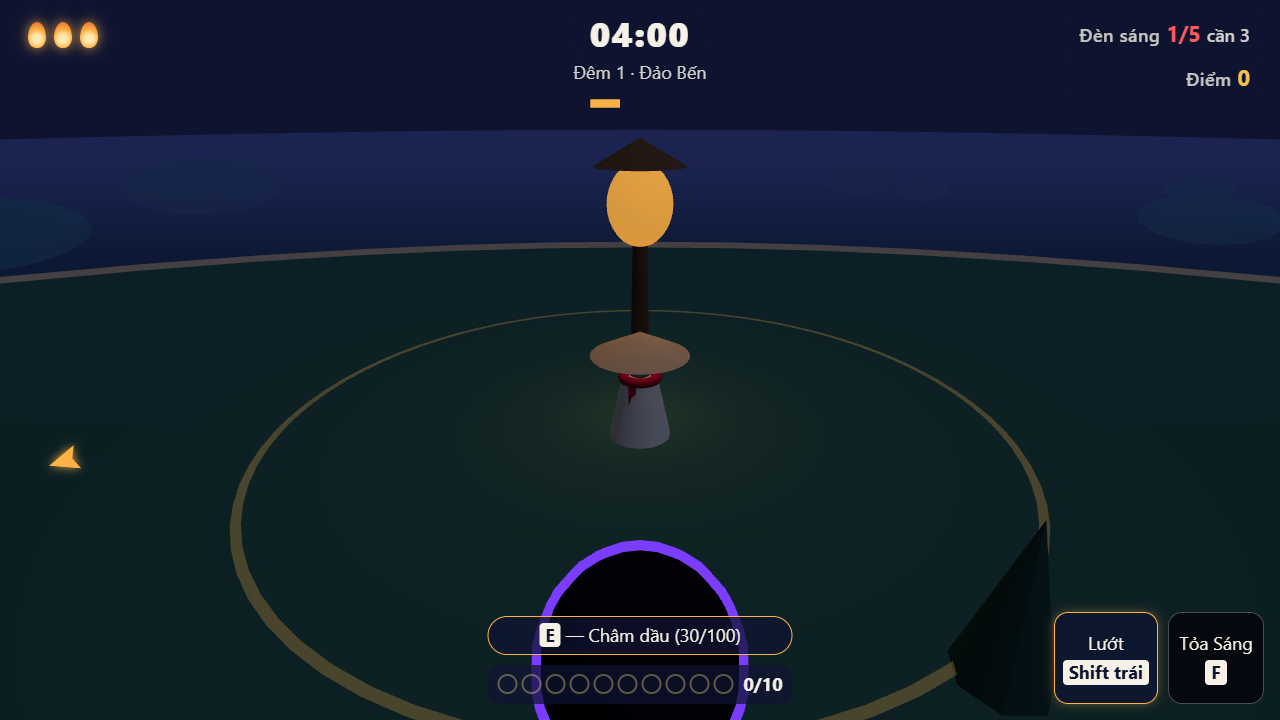 04:00
Đêm 1 · Đảo Bến
Đèn sáng 1/5 cần 3
Điểm 0
E — Châm dầu (30/100)
0/10
Lướt
Shift trái
Tỏa Sáng
F